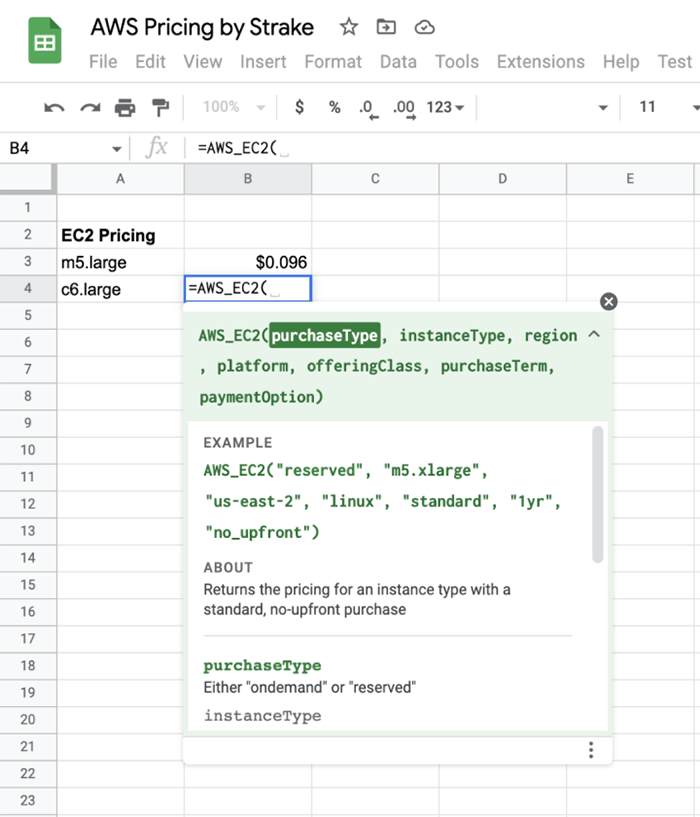 AWS Pricing by Strake
File Edit View Insert Format Data Tools Extensions Help Test
100% $ % .0 .00 123 11
B4 fx =AWS_EC2(
A B C D E
1
2 EC2 Pricing
3 m5.large $0.096
4 c6.large =AWS_EC2(
5
6
7
8
9
10
11
12
13
14
15
16
17
18
19
20
21
22
23
AWS_EC2(purchaseType, instanceType, region
, platform, offeringClass, purchaseTerm,
paymentOption)
EXAMPLE
AWS_EC2("reserved", "m5.xlarge",
"us-east-2", "linux", "standard", "1yr",
"no_upfront")
ABOUT
Returns the pricing for an instance type with a
standard, no-upfront purchase
purchaseType
Either "ondemand" or "reserved"
instanceType